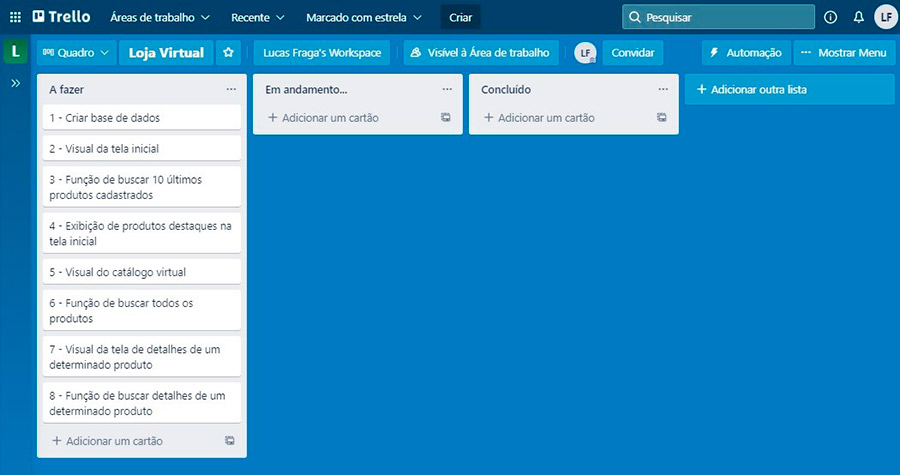 Trello Áreas de trabalho Recente Marcado com estrela Criar Pesquisar LF
L Quadro Loja Virtual Lucas Fraga's Workspace Visível à Área de trabalho LF Convidar Automação Mostrar Menu
A fazer
1 - Criar base de dados
2 - Visual da tela inicial
3 - Função de buscar 10 últimos
produtos cadastrados
4 - Exibição de produtos destaques na
tela inicial
5 - Visual do catálogo virtual
6 - Função de buscar todos os
produtos
7 - Visual da tela de detalhes de um
determinado produto
8 - Função de buscar detalhes de um
determinado produto
+ Adicionar um cartão
Em andamento...
+ Adicionar um cartão
Concluído
+ Adicionar um cartão
+ Adicionar outra lista